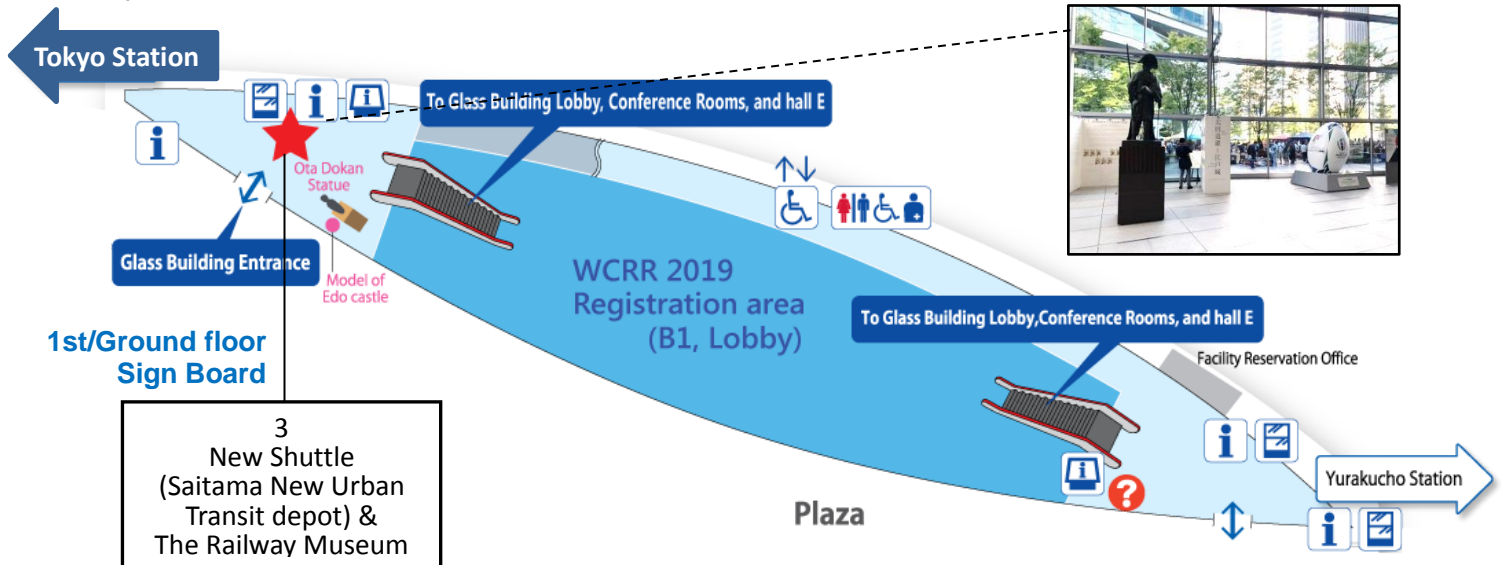 Tokyo Station
To Glass Building Lobby, Conference Rooms, and hall E
Ota Dokan
Statue
Glass Building Entrance
Model of
Edo castle
WCRR 2019
Registration area
(B1, Lobby)
To Glass Building Lobby,Conference Rooms, and hall E
1st/Ground floor
Sign Board
Facility Reservation Office
3
New Shuttle
(Saitama New Urban
Transit depot) &
The Railway Museum
Plaza
?
Yurakucho Station